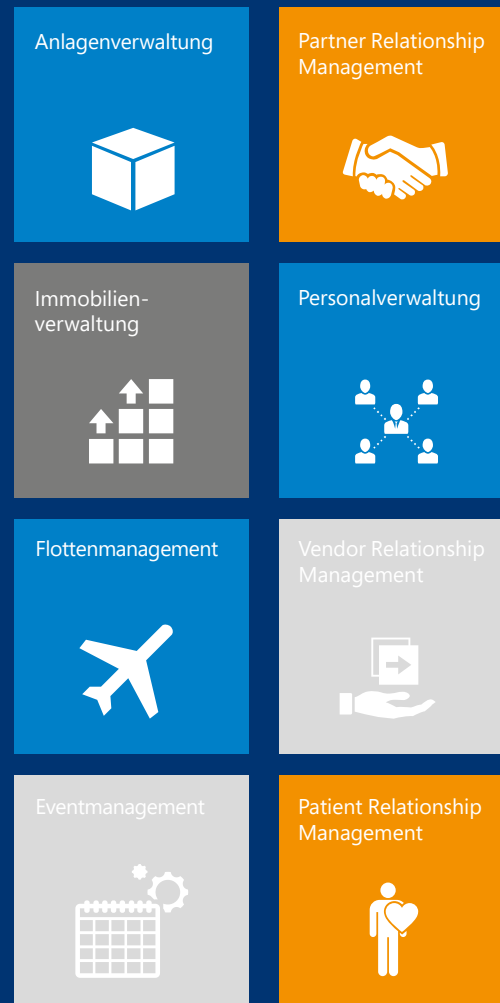 Anlagenverwaltung
Partner Relationship
Management
Immobilien-
verwaltung
Personalverwaltung
Flottenmanagement
Vendor Relationship
Management
Eventmanagement
Patient Relationship
Management